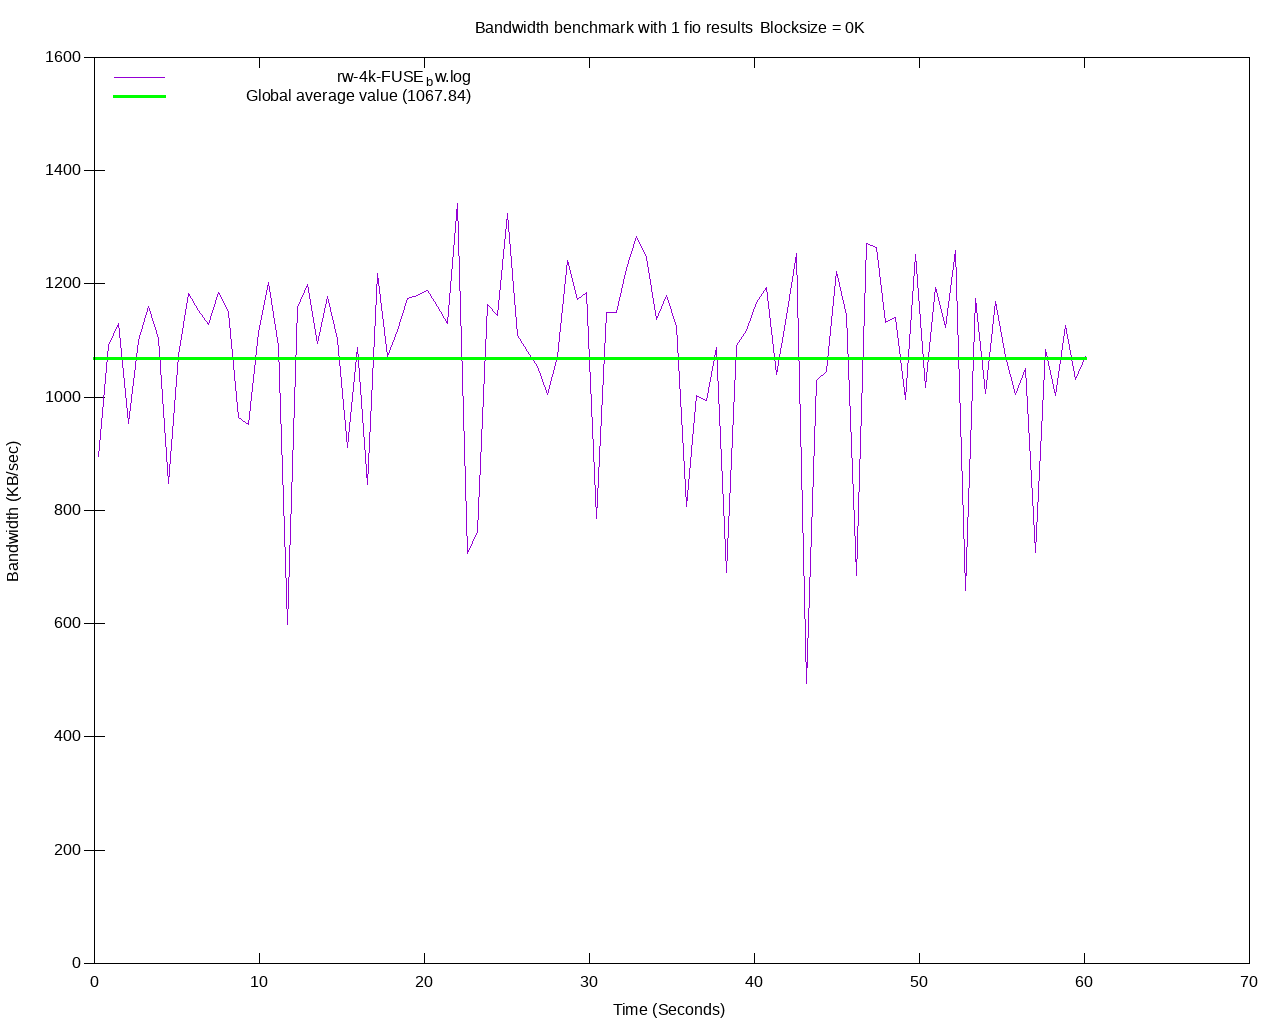 Bandwidth benchmark with 1 fio results Blocksize = 0K
1600
rw-4k-FUSE_bw.log
Global average value (1067.84)
1400
1200
1000
800
600
400
200
0
Bandwidth (KB/sec)
0 10 20 30 40 50 60 70
Time (Seconds)